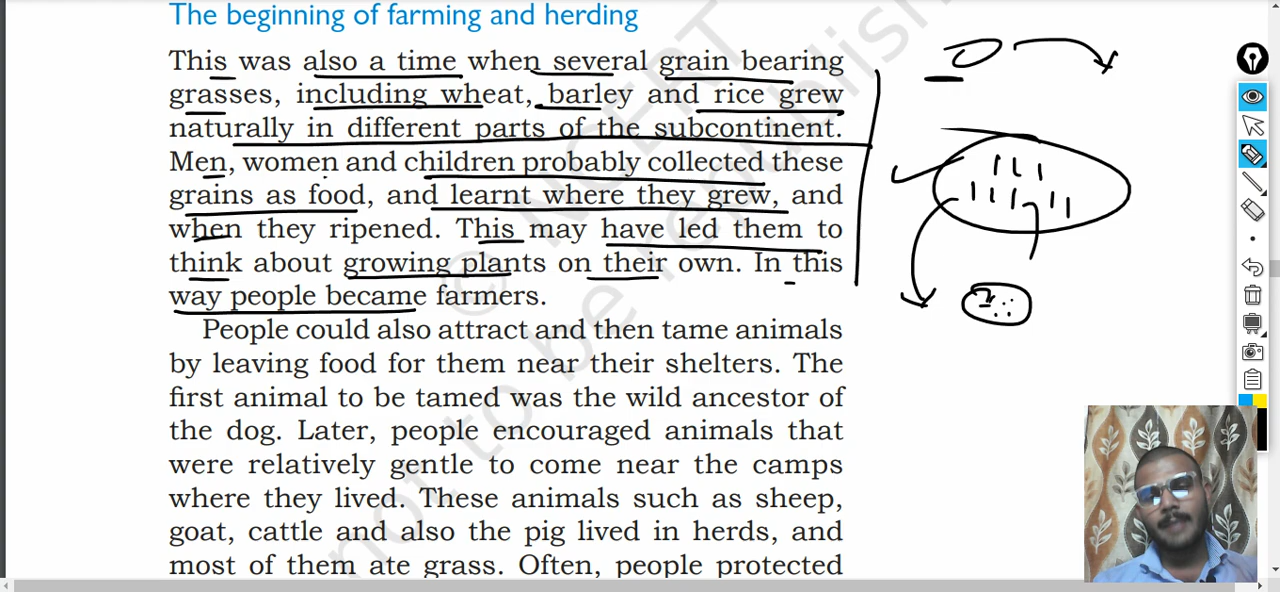 The beginning of farming and herding
This was also a time when several grain bearing
grasses, including wheat, barley and rice grew
naturally in different parts of the subcontinent.
Men, women and children probably collected these
grains as food, and learnt where they grew, and
when they ripened. This may have led them to
think about growing plants on their own. In this
way people became farmers.
People could also attract and then tame animals
by leaving food for them near their shelters. The
first animal to be tamed was the wild ancestor of
the dog. Later, people encouraged animals that
were relatively gentle to come near the camps
where they lived. These animals such as sheep,
goat, cattle and also the pig lived in herds, and
most of them ate grass. Often, people protected
© NCERT
not to be republish